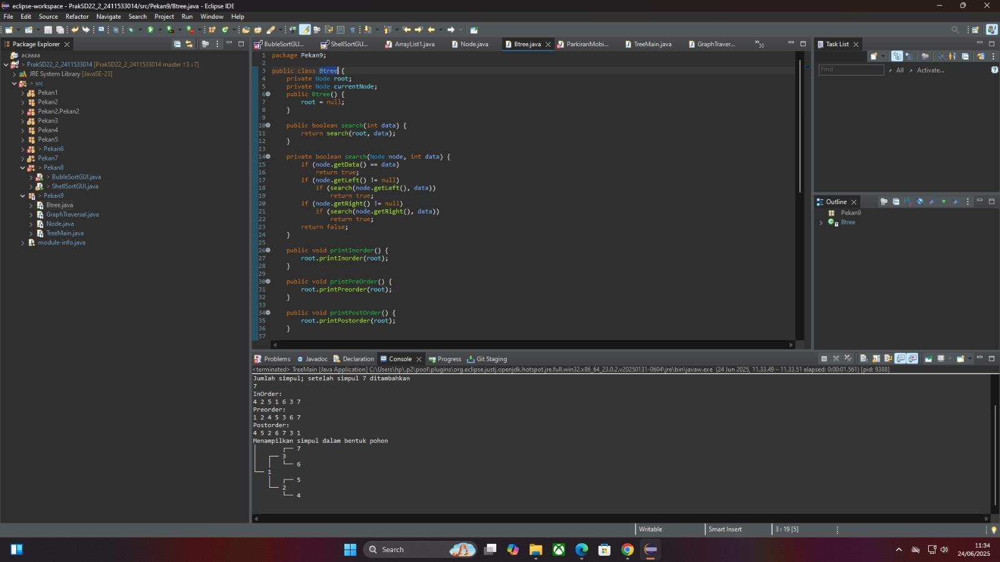 eclipse-workspace - PrakSD22_2_2411533014/src/Pekan9/Btree.java - Eclipse IDE
File Edit Source Refactor Navigate Search Project Run Window Help
Package Explorer
acaaaa
> PrakSD22_2_2411533014 [PrakSD22_2_2411533014 master ↑3 ↓7]
JRE System Library [JavaSE-23]
> src
Pekan1
Pekan2
Pekan2.Pekan2
Pekan3
Pekan4
Pekan5
> Pekan6
> Pekan7
> Pekan8
> BubleSortGUI.java
> ShellSortGUI.java
> Pekan9
Btree.java
GraphTraversal.java
Node.java
TreeMain.java
module-info.java
BubleSortGU... ShellSortGU... ArrayList1.java Node.java Btree.java ParkiranMobi... TreeMain.java GraphTraver... »30
1 package Pekan9;
2
3 public class Btree {
4 private Node root;
5 private Node currentNode;
6 public Btree() {
7 root = null;
8 }
9
10 public boolean search(int data) {
11 return search(root, data);
12 }
13
14 private boolean search(Node node, int data) {
15 if (node.getData() == data)
16 return true;
17 if (node.getLeft() != null)
18 if (search(node.getLeft(), data))
19 return true;
20 if (node.getRight() != null)
21 if (search(node.getRight(), data))
22 return true;
23 return false;
24 }
25
26 public void printInorder() {
27 root.printInorder(root);
28 }
29
30 public void printPreOrder() {
31 root.printPreorder(root);
32 }
33
34 public void printPostOrder() {
35 root.printPostorder(root);
36 }
37
Task List
Find All Activate...
Outline
Pekan9
Btree
Problems Javadoc Declaration Console Progress Git Staging
<terminated> TreeMain [Java Application] C:\Users\hp\.p2\pool\plugins\org.eclipse.justj.openjdk.hotspot.jre.full.win32.x86_64_23.0.2.v20250131-0604\jre\bin\javaw.exe (24 Jun 2025, 11.33.49 – 11.33.51 elapsed: 0:00:01.561) [pid: 9388]
Jumlah simpul; setelah simpul 7 ditambahkan
7
InOrder:
4 2 5 1 6 3 7
Preorder:
1 2 4 5 3 6 7
Postorder:
4 5 2 6 7 3 1
Menampilkan simpul dalam bentuk pohon
7
3
6
1
5
2
4
Writable Smart Insert 3 : 19 [5]
Search
11:34
24/06/2025